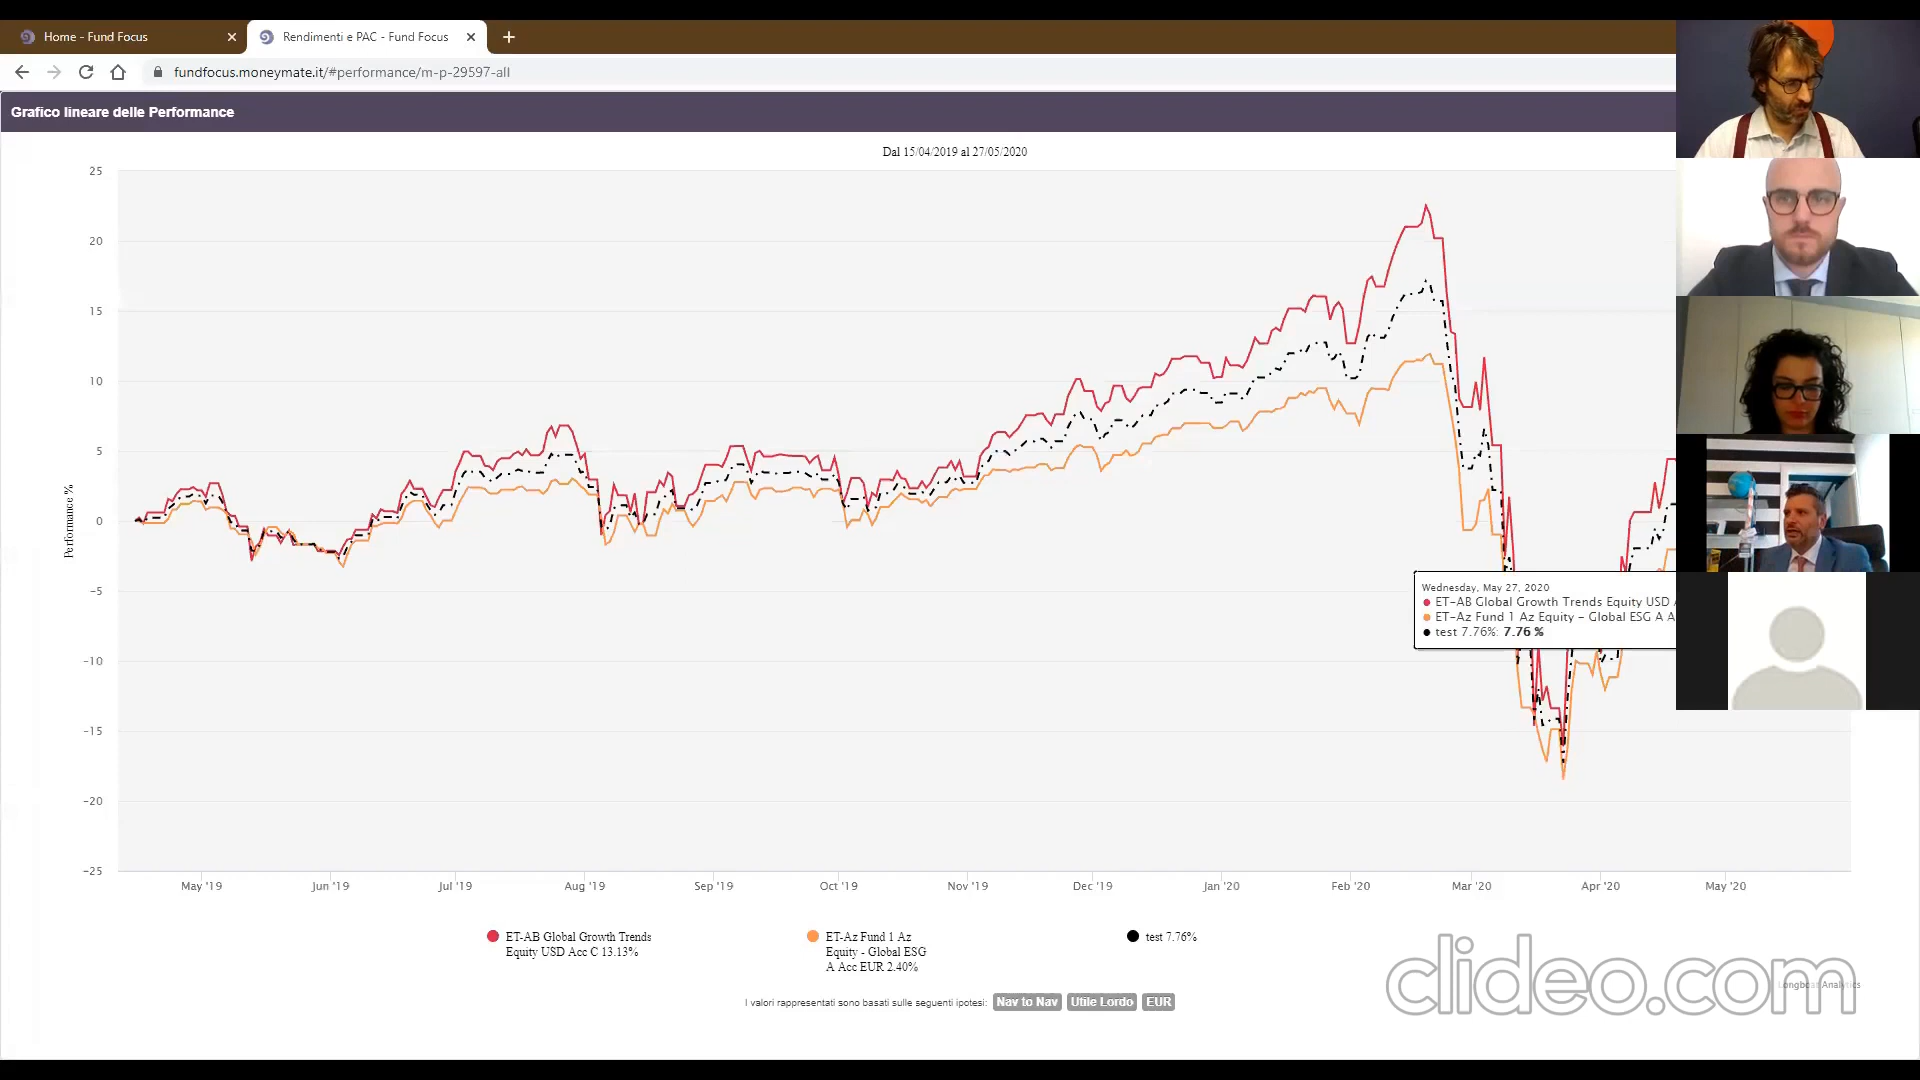 Home - Fund Focus
Rendimenti e PAC - Fund Focus
fundfocus.moneymate.it/#performance/m-p-29597-all
Grafico lineare delle Performance
Dal 15/04/2019 al 27/05/2020
25
20
15
10
5
0
-5
-10
-15
-20
-25
Performance %
Wednesday, May 27, 2020
ET-AB Global Growth Trends Equity USD
ET-Az Fund 1 Az Equity - Global ESG A A
test 7.76%: 7.76 %
May '19
Jun '19
Jul '19
Aug '19
Sep '19
Oct '19
Nov '19
Dec '19
Jan '20
Feb '20
Mar '20
Apr '20
May '20
ET-AB Global Growth Trends
Equity USD Acc C 13.13%
ET-Az Fund 1 Az
Equity - Global ESG
A Acc EUR 2.40%
test 7.76%
I valori rappresentati sono basati sulle seguenti ipotesi: Nav to Nav Utile Lordo EUR
Longboat Analytics
clideo.com